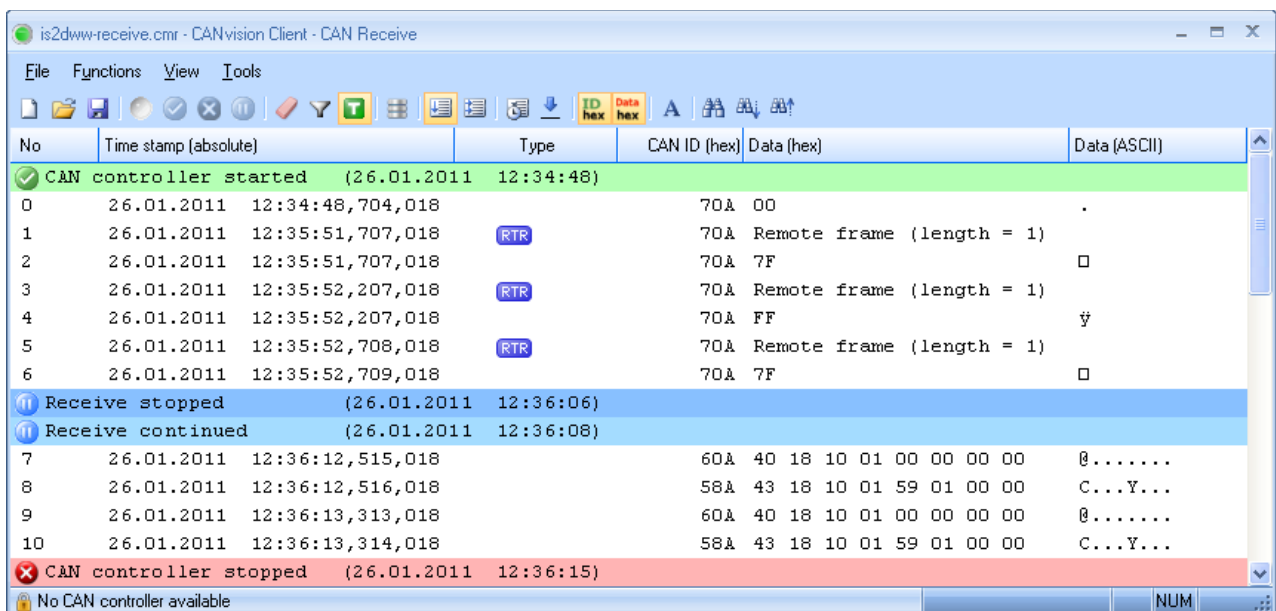 is2dww-receive.cmr - CANvision Client - CAN Receive
File Functions View Tools
T ID hex Data hex A
No Time stamp (absolute) Type CAN ID (hex) Data (hex) Data (ASCII)
CAN controller started (26.01.2011 12:34:48)
0 26.01.2011 12:34:48,704,018 70A 00 .
1 26.01.2011 12:35:51,707,018 RTR 70A Remote frame (length = 1)
2 26.01.2011 12:35:51,707,018 70A 7F □
3 26.01.2011 12:35:52,207,018 RTR 70A Remote frame (length = 1)
4 26.01.2011 12:35:52,207,018 70A FF ÿ
5 26.01.2011 12:35:52,708,018 RTR 70A Remote frame (length = 1)
6 26.01.2011 12:35:52,709,018 70A 7F □
Receive stopped (26.01.2011 12:36:06)
Receive continued (26.01.2011 12:36:08)
7 26.01.2011 12:36:12,515,018 60A 40 18 10 01 00 00 00 00 @.......
8 26.01.2011 12:36:12,516,018 58A 43 18 10 01 59 01 00 00 C...Y...
9 26.01.2011 12:36:13,313,018 60A 40 18 10 01 00 00 00 00 @.......
10 26.01.2011 12:36:13,314,018 58A 43 18 10 01 59 01 00 00 C...Y...
CAN controller stopped (26.01.2011 12:36:15)
No CAN controller available NUM